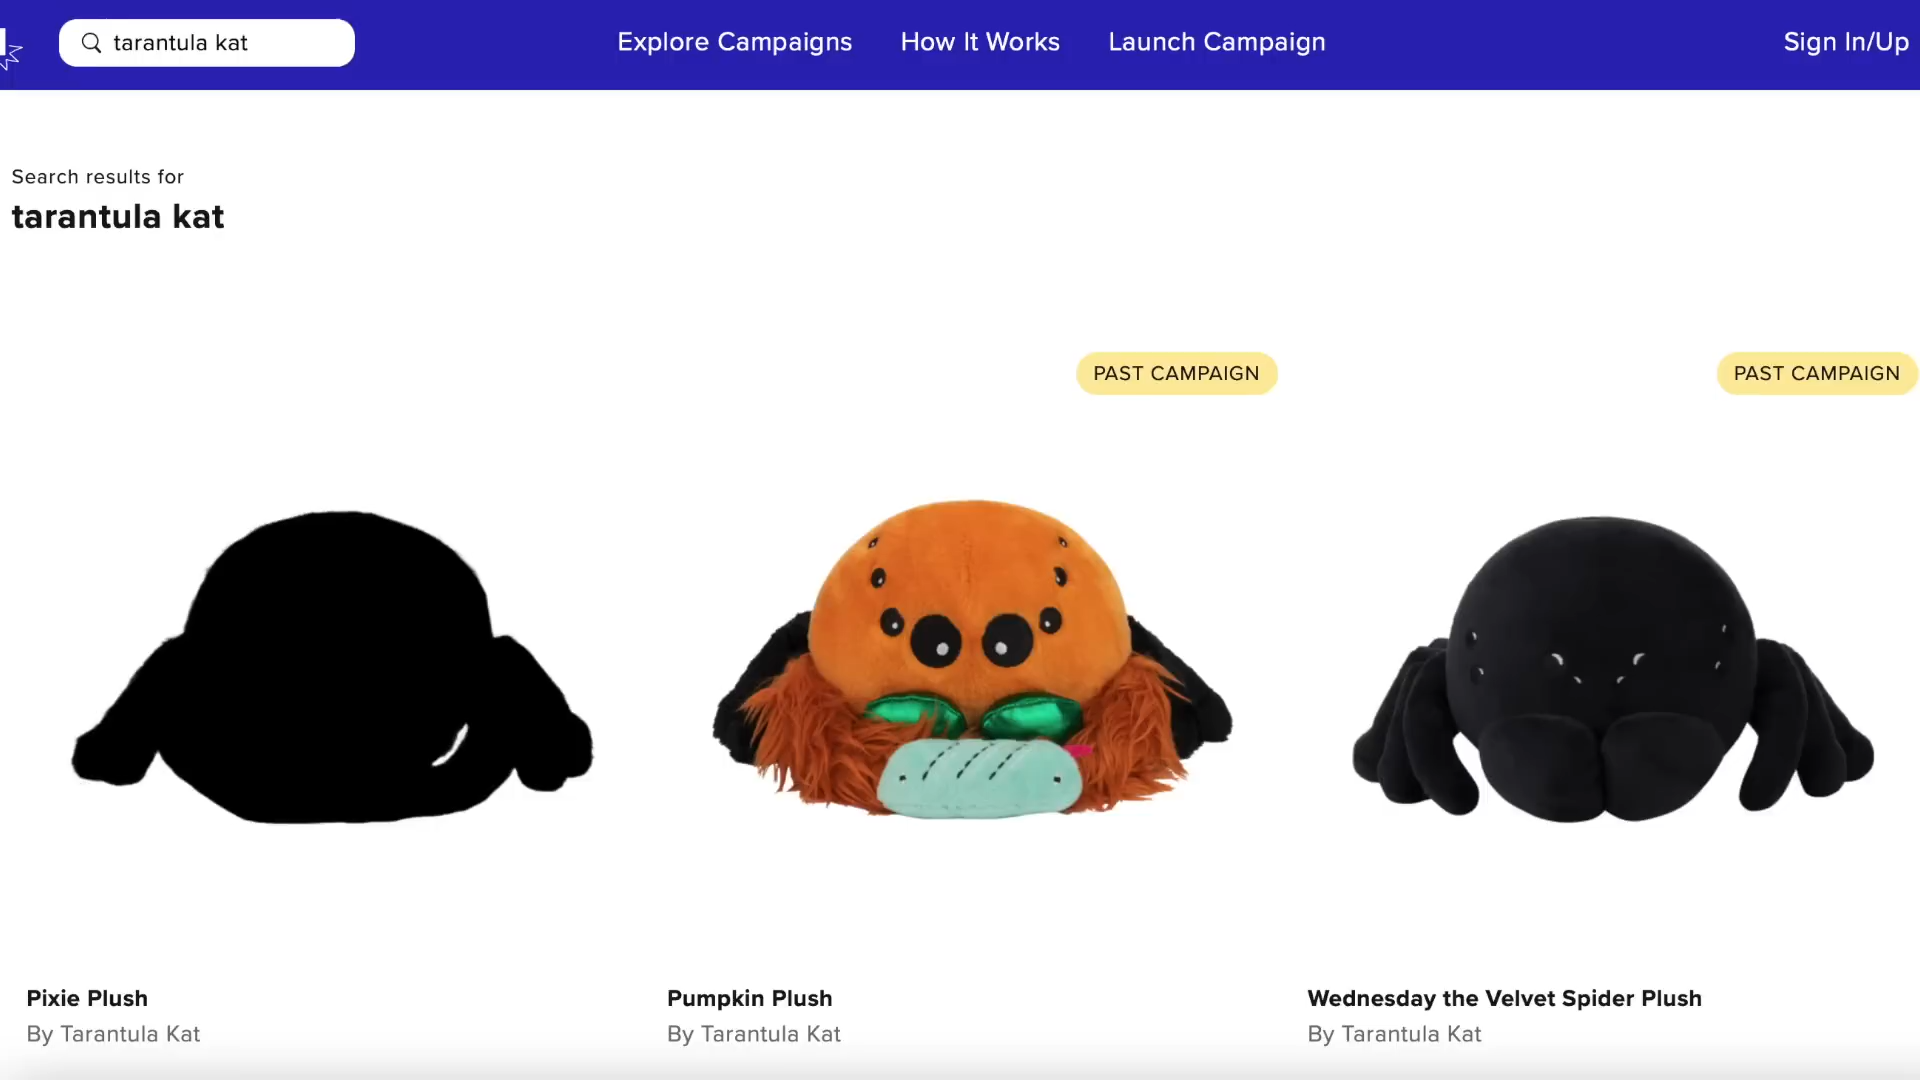 tarantula kat
Explore Campaigns
How It Works
Launch Campaign
Sign In/Up
Search results for
tarantula kat
PAST CAMPAIGN
PAST CAMPAIGN
Pixie Plush
By Tarantula Kat
Pumpkin Plush
By Tarantula Kat
Wednesday the Velvet Spider Plush
By Tarantula Kat